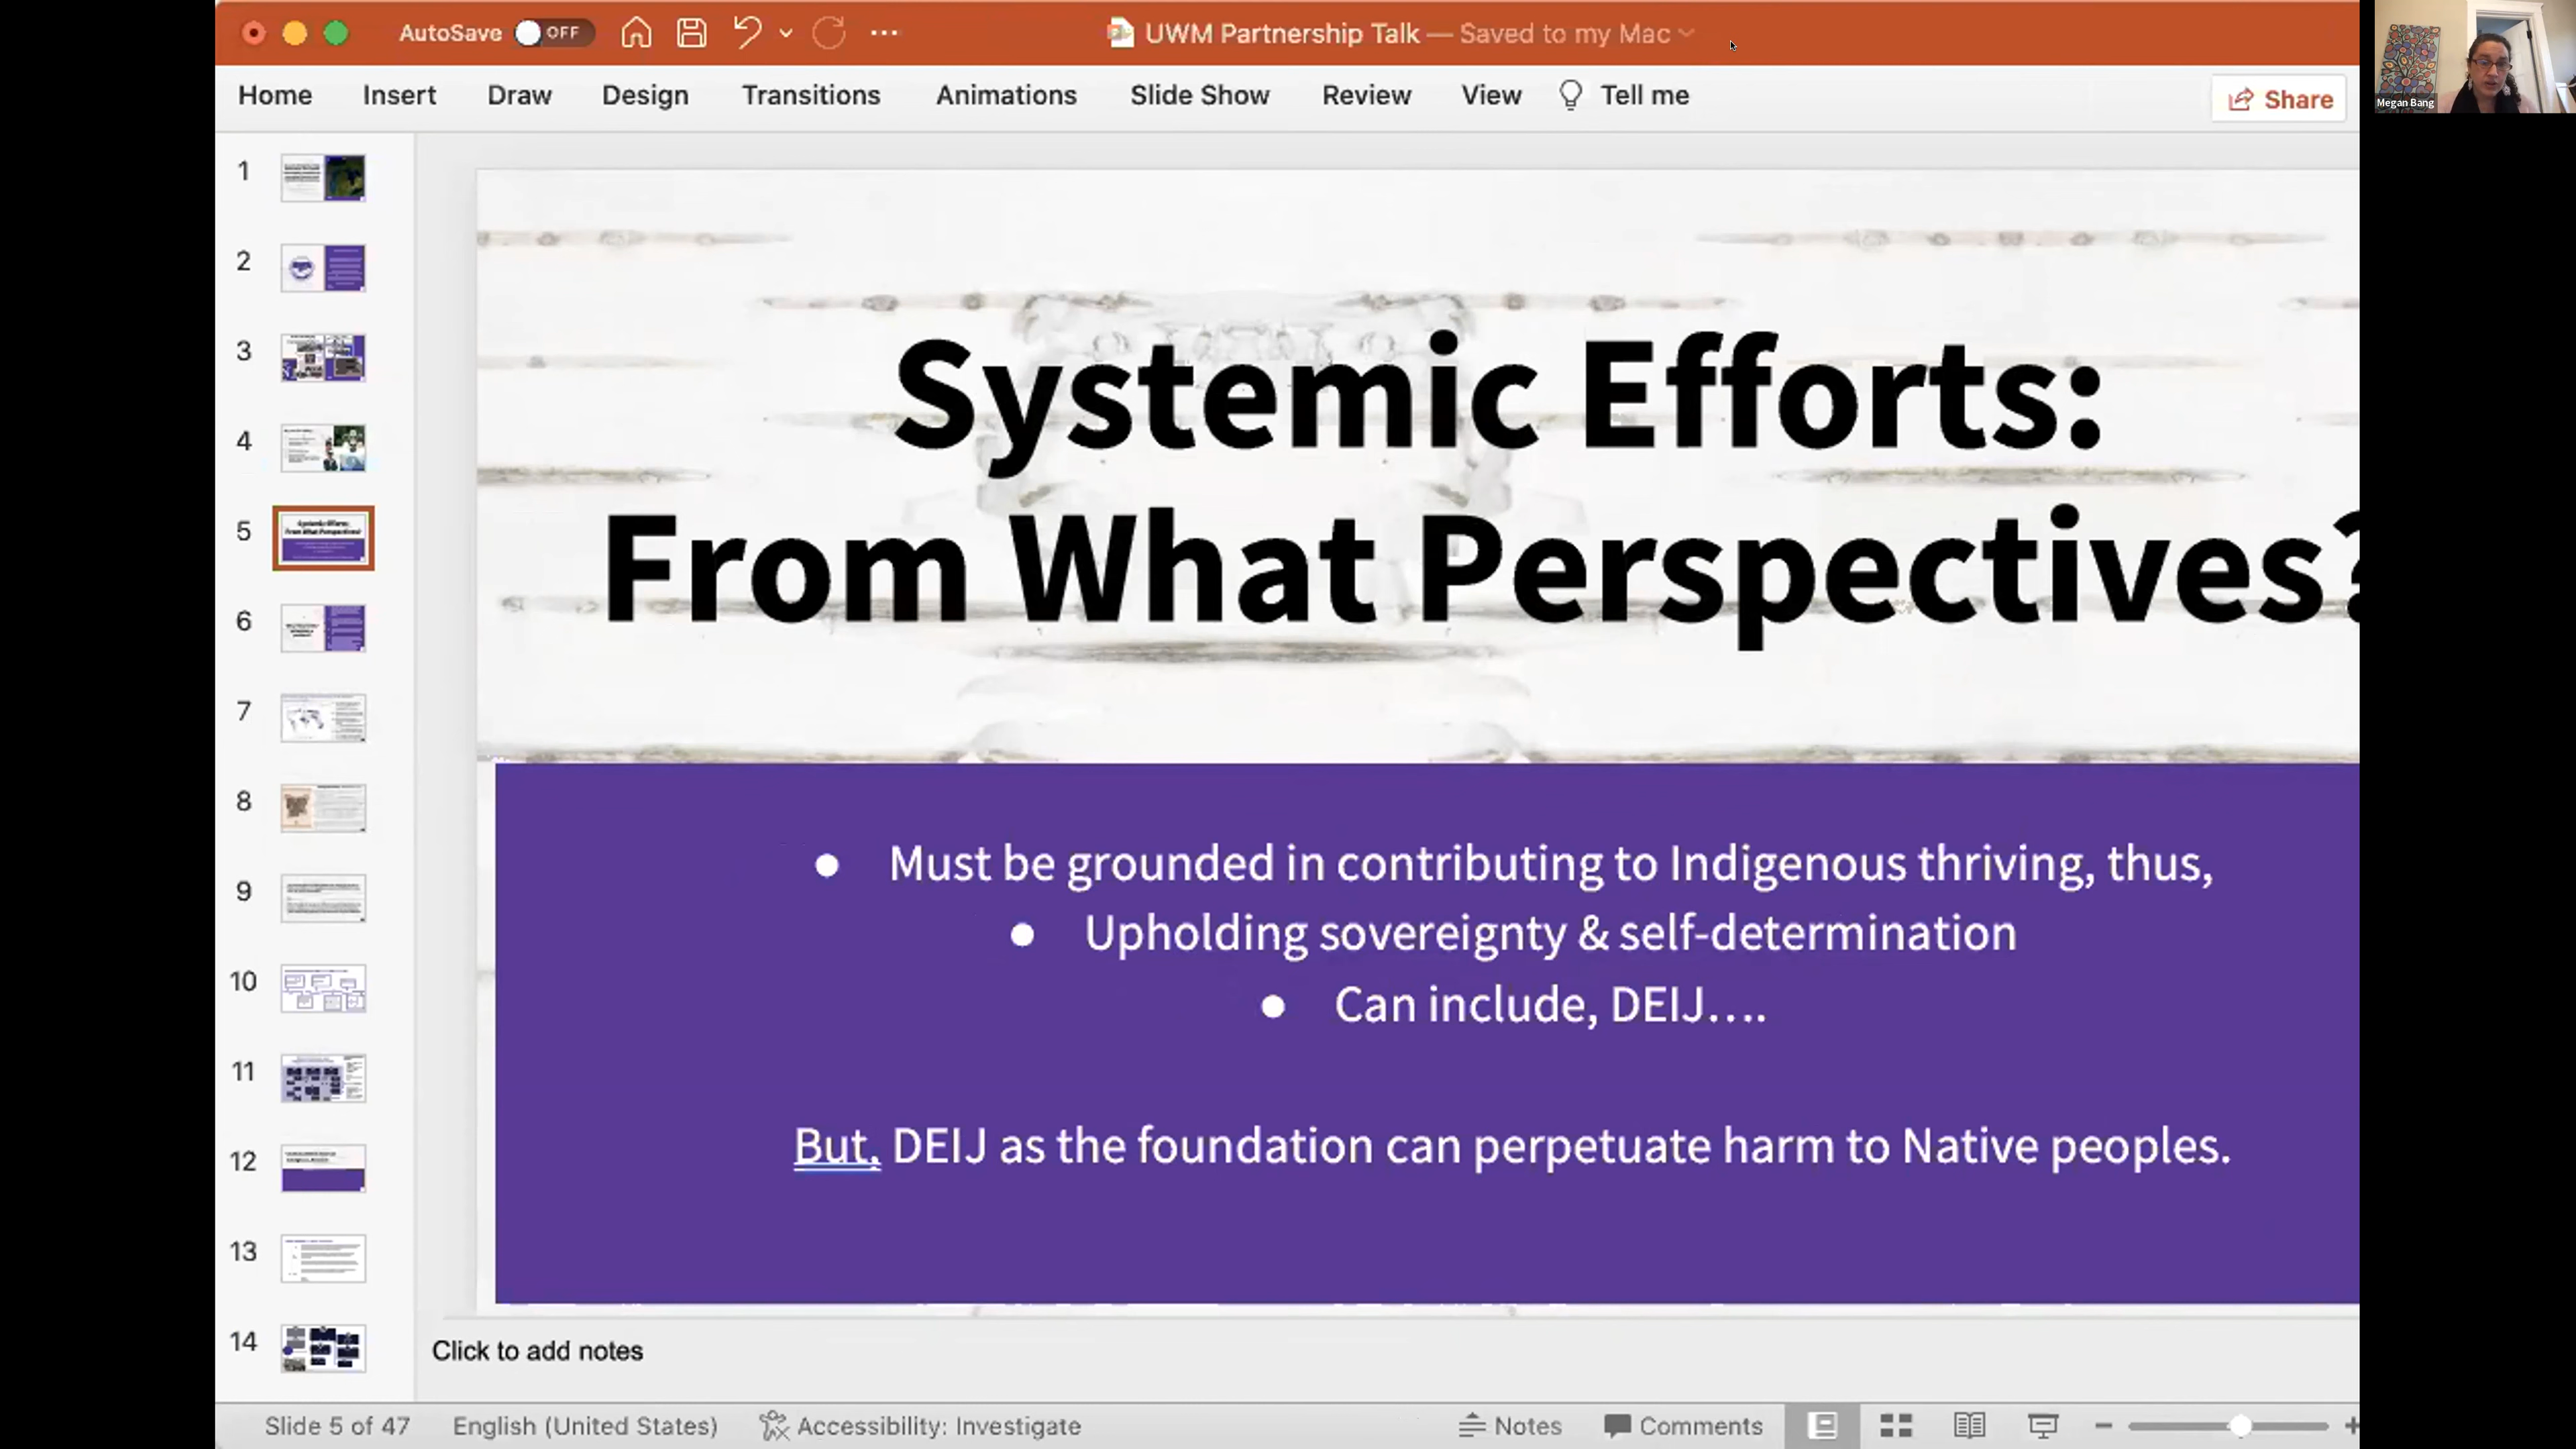 AutoSave OFF UWM Partnership Talk — Saved to my Mac
Home Insert Draw Design Transitions Animations Slide Show Review View Tell me Share
Megan Bang
1
2
3
4
5
6
7
8
9
10
11
12
13
14
Systemic Efforts:
From What Perspectives?
• Must be grounded in contributing to Indigenous thriving, thus,
• Upholding sovereignty & self-determination
• Can include, DEIJ....
But, DEIJ as the foundation can perpetuate harm to Native peoples.
Click to add notes
Slide 5 of 47 English (United States) Accessibility: Investigate Notes Comments